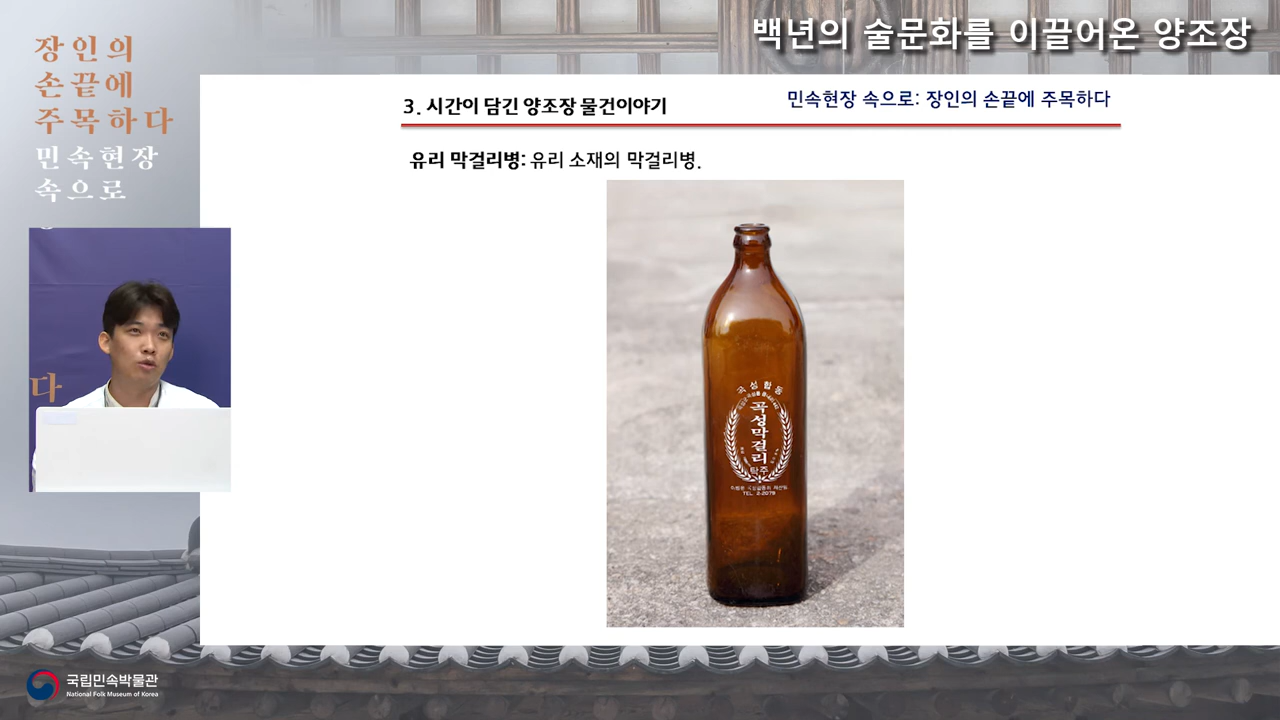 백년의 술문화를 이끌어온 양조장
장인의
손끝에
주목하다
민속현장
속으로
3. 시간이 담긴 양조장 물건이야기
민속현장 속으로: 장인의 손끝에 주목하다
유리 막걸리병: 유리 소재의 막걸리병.
곡성합동
곡성막걸리
탁주
TEL. 2-2079
다
국립민속박물관
National Folk Museum of Korea